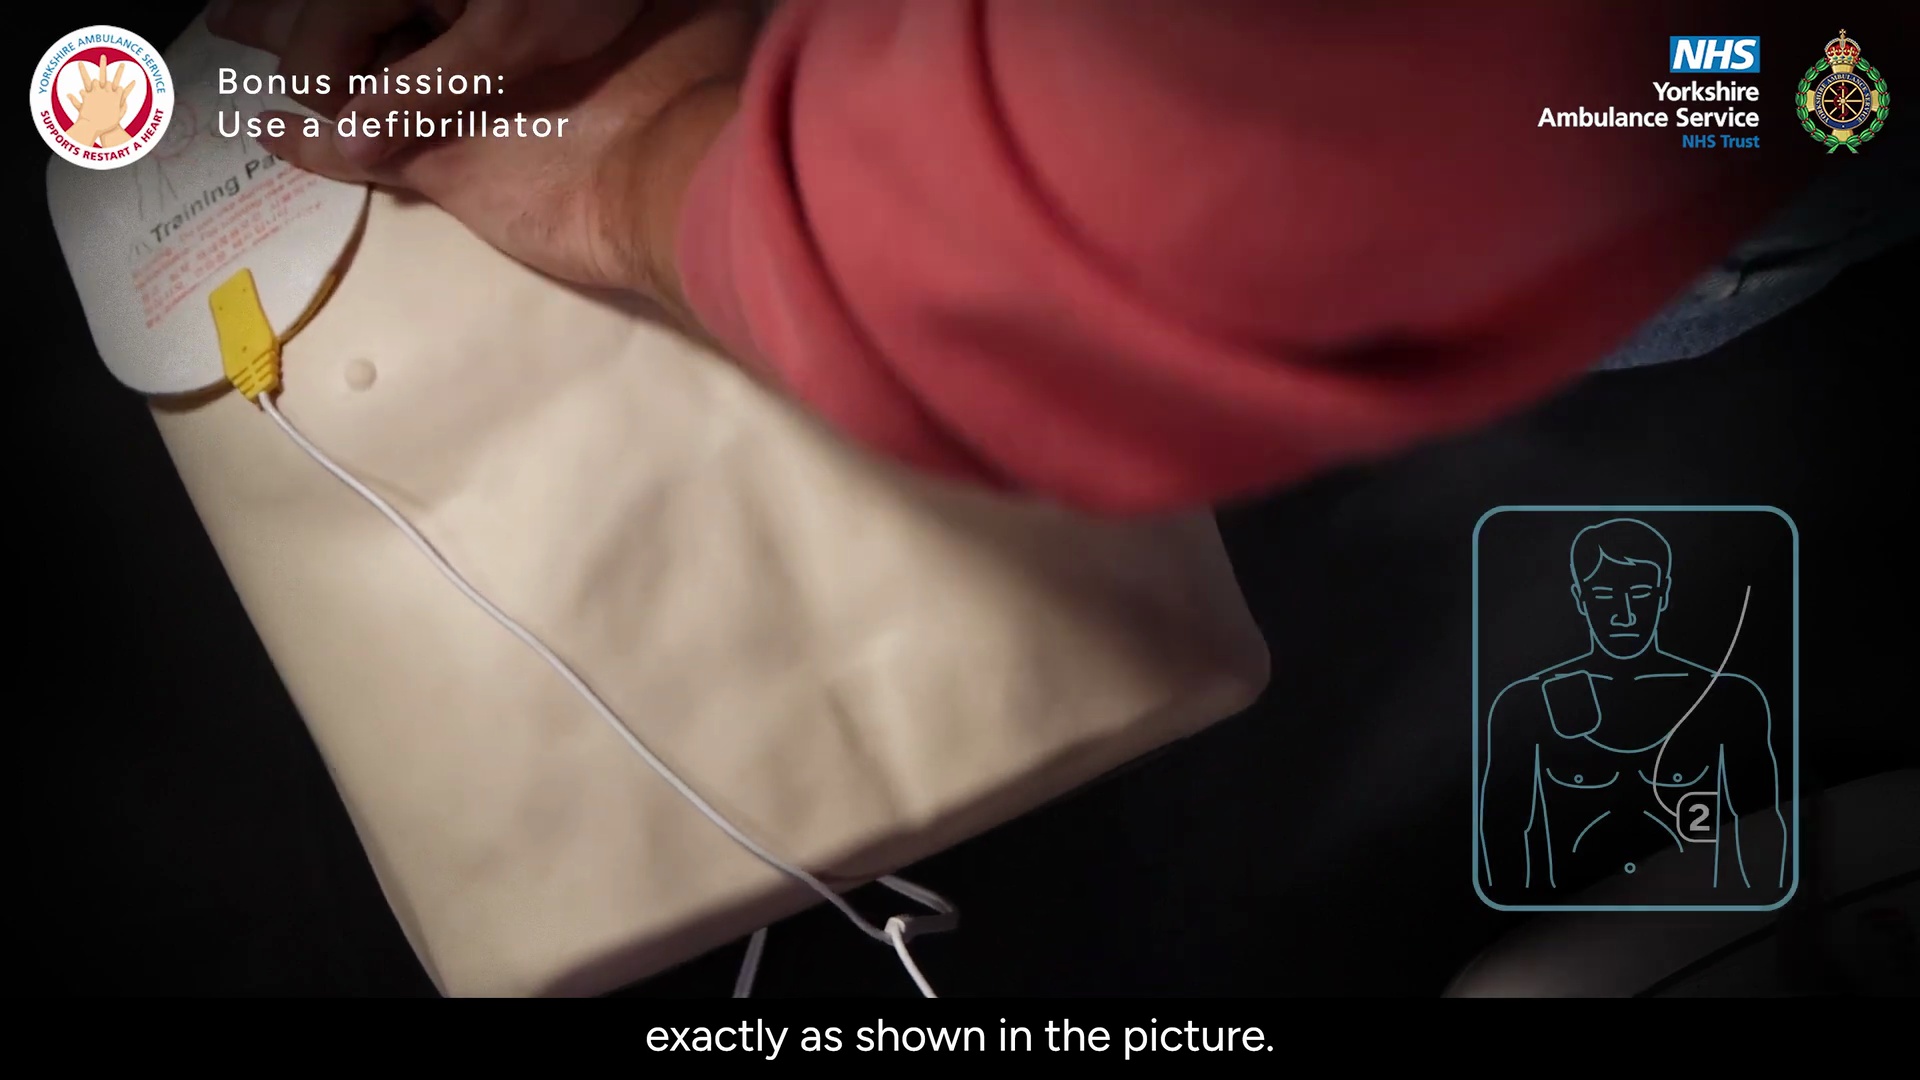 YORKSHIRE AMBULANCE SERVICE
SUPPORTS RESTART A HEART
Bonus mission:
Use a defibrillator
NHS
Yorkshire
Ambulance Service
NHS Trust
Training
2
exactly as shown in the picture.